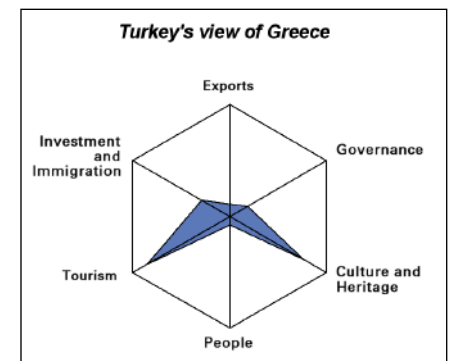 Turkey's view of Greece
Exports
Investment
and
Immigration
Governance
Tourism
Culture and
Heritage
People